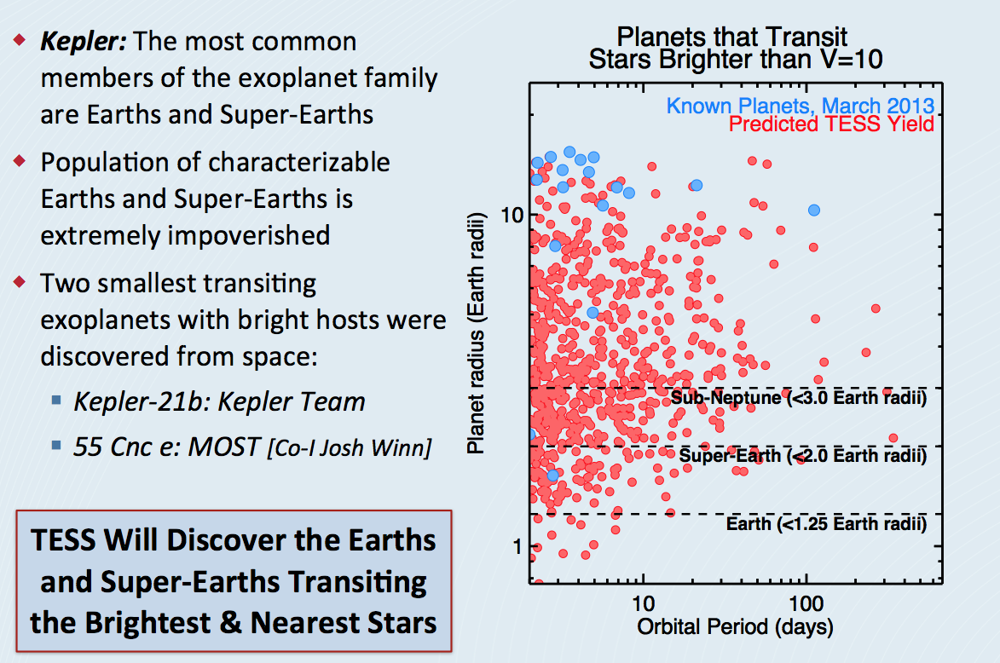 Kepler: The most common
members of the exoplanet family
are Earths and Super-Earths
Population of characterizable
Earths and Super-Earths is
extremely impoverished
Two smallest transiting
exoplanets with bright hosts were
discovered from space:
Kepler-21b: Kepler Team
55 Cnc e: MOST [Co-I Josh Winn]
TESS Will Discover the Earths
and Super-Earths Transiting
the Brightest & Nearest Stars
Planets that Transit
Stars Brighter than V=10
Known Planets, March 2013
Predicted TESS Yield
Planet radius (Earth radii)
10
Sub-Neptune (<3.0 Earth radii)
Super-Earth (<2.0 Earth radii)
Earth (<1.25 Earth radii)
1
10 100
Orbital Period (days)